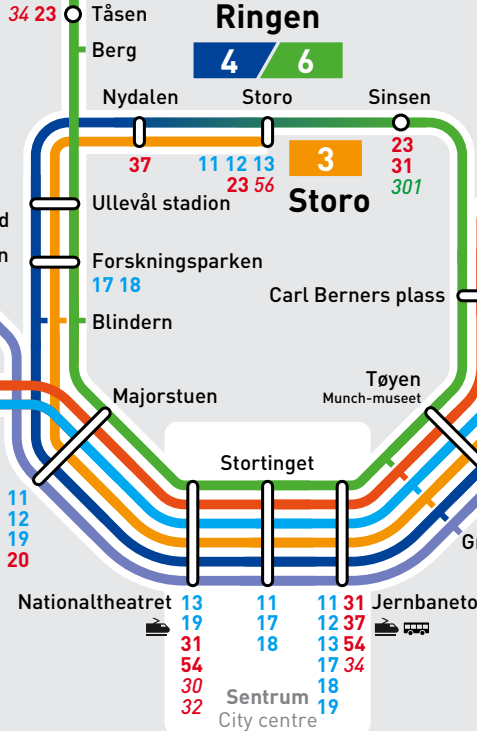 34 23 Tåsen
Ringen
Berg
4 6
Nydalen
Storo
Sinsen
37
11 12 13
23 56
3
Storo
23
31
301
Ullevål stadion
d
n
Forskningsparken
17 18
Carl Berners plass
Blindern
Tøyen
Munch-museet
Majorstuen
Stortinget
11
12
19
20
Gr
Nationaltheatret
13
19
31
54
30
32
11
17
18
11 31
12 37
13 54
17 34
18
19
Jernbaneto
Sentrum
City centre